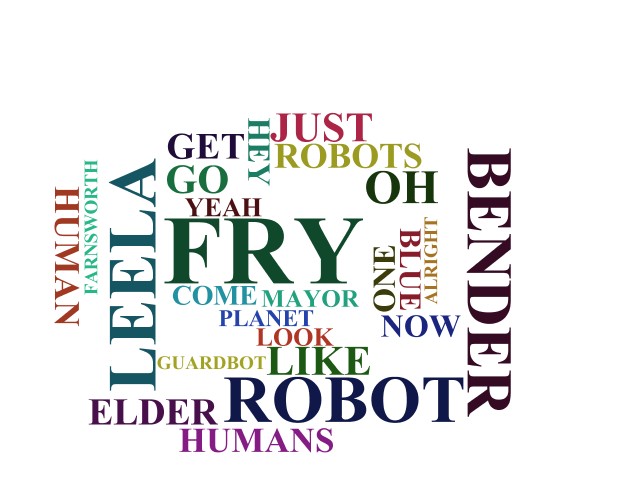 JUST
HEY
GET
ROBOTS
GO
OH
YEAH
FRY
LEELA
FARNSWORTH
HUMAN
BENDER
ONE
BLUE
ALRIGHT
COME
MAYOR
PLANET
NOW
LOOK
GUARDBOT
LIKE
ROBOT
ELDER
HUMANS